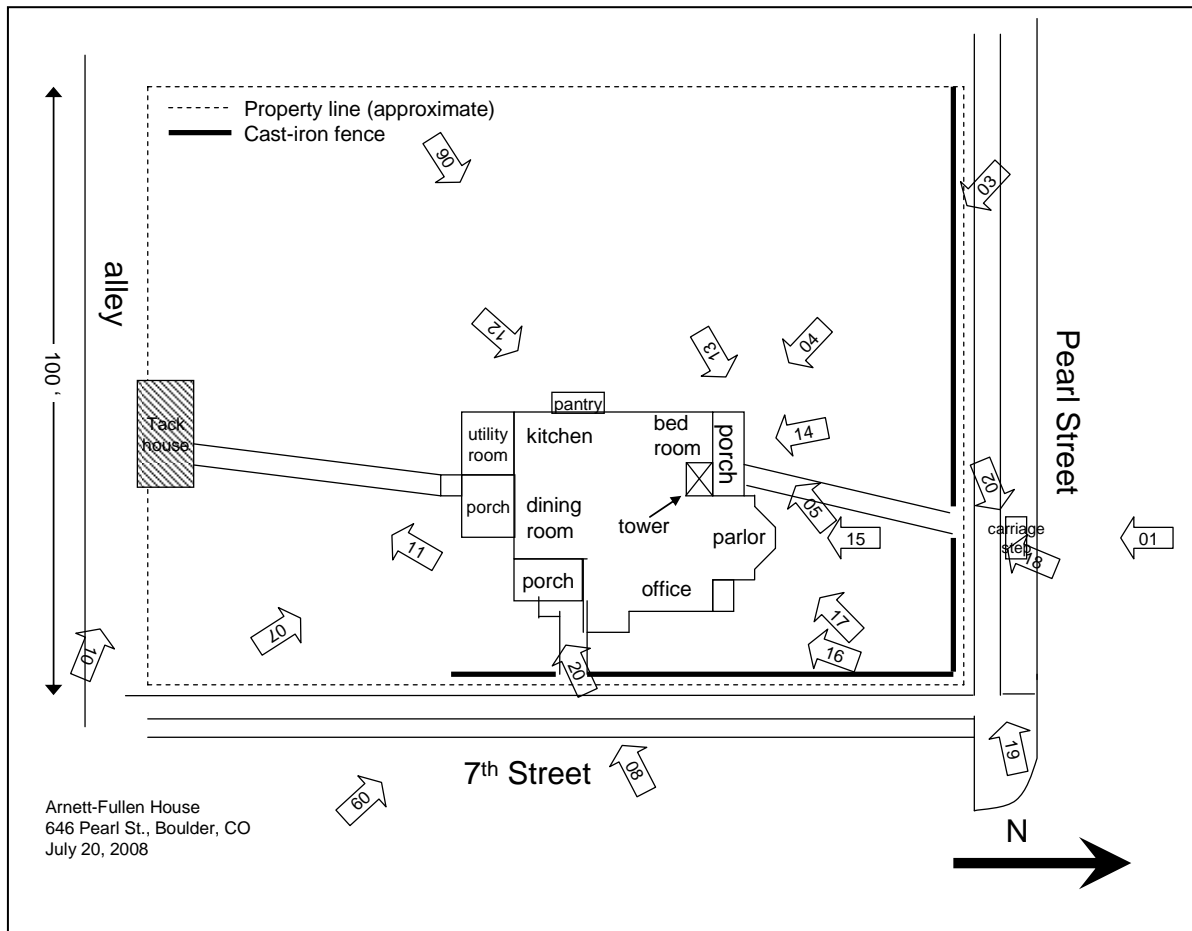 Property line (approximate)
Cast-iron fence
06
03
alley
100 '
12
13
04
Pearl Street
Tack
house
pantry
utility
room
kitchen
bed
room
porch
14
02
porch
dining
room
tower
05
parlor
15
carriage
step
18
01
11
porch
office
07
17
16
10
20
19
7th Street
08
09
Arnett-Fullen House
646 Pearl St., Boulder, CO
July 20, 2008
N